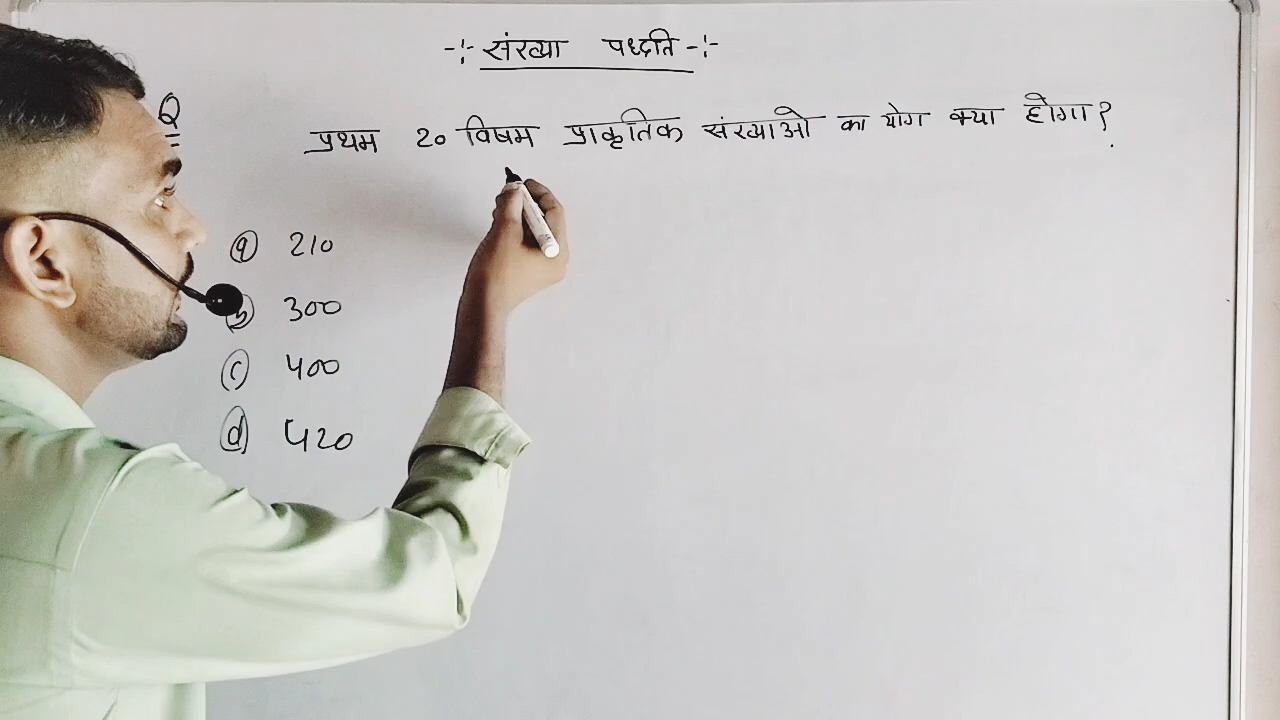 -:- संख्या पध्दति -:-
Q
प्रथम 20 विषम प्राकृतिक संख्याओ का योग क्या होगा?
(a) 210
(b) 300
(c) 400
(d) 420